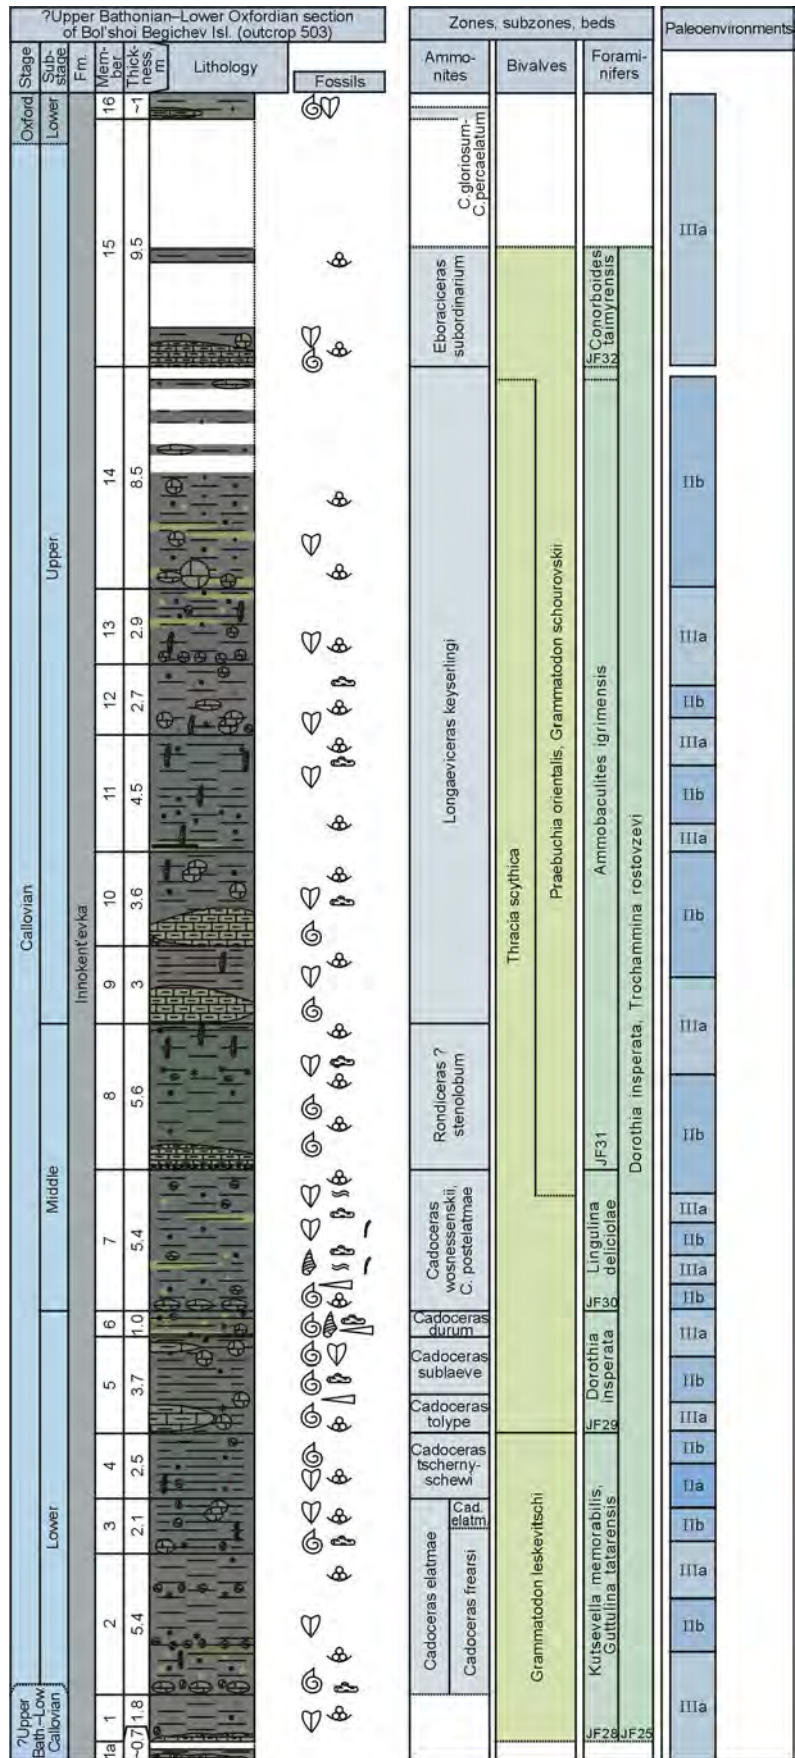 ?Upper Bathonian–Lower Oxfordian section
of Bol'shoi Begichev Isl. (outcrop 503)
Zones, subzones, beds
Paleoenvironments
Stage
Sub-
stage
Fm.
Mem-
ber
Thick-
ness,
m
Lithology
Fossils
Ammo-
nites
Bivalves
Forami-
nifers
Oxford
Lower
Callovian
Upper
Middle
Lower
?Upper
Bath.–Low.
Callovian
Innokent'evka
16
~1
15
9.5
14
8.5
13
2.9
12
2.7
11
4.5
10
3.6
9
3
8
5.6
7
5.4
6
1.0
5
3.7
4
2.5
3
2.1
2
5.4
1
1.8
1a
~0.7
C.gloriosum-
C.percaelatum
Eboraciceras
subordinarium
Longaeviceras keyserlingi
Rondiceras ?
stenolobum
Cadoceras
wosnessenskii,
C. postelatmae
Cadoceras
durum
Cadoceras
sublaeve
Cadoceras
tolype
Cadoceras
tscherny-
schewi
Cadoceras elatmae
Cad.
elatm.
Cadoceras frearsi
Thracia scythica
Praebuchia orientalis, Grammatodon schourovskii
Grammatodon leskevitschi
Conorboides
taimyrensis
JF32
Ammobaculites igrimensis
JF31
Lingulina
deliciolae
JF30
Dorothia
insperata
JF29
Kutsevella memorabilis,
Guttulina tatarensis
JF28
Dorothia insperata, Trochammina rostovzevi
JF25
IIIa
IIb
IIIa
IIb
IIIa
IIb
IIIa
IIb
IIIa
IIb
IIIa
IIb
IIIa
IIb
IIIa
IIb
IIIa
IIb
IIa
IIb
IIIa
IIb
IIIa